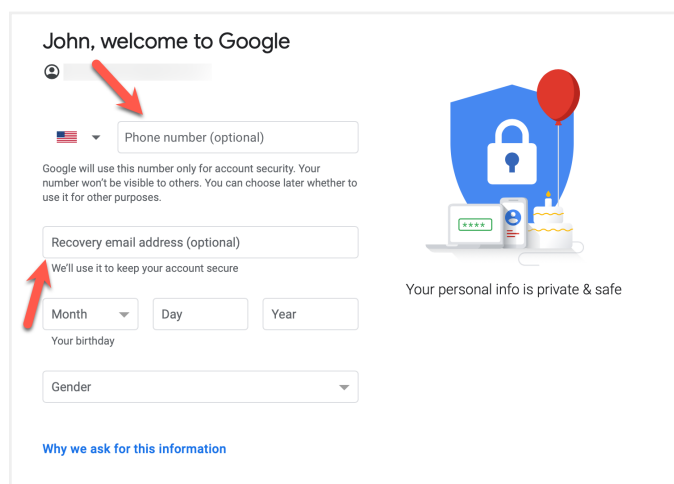 John, welcome to Google
Phone number (optional)
Google will use this number only for account security. Your
number won't be visible to others. You can choose later whether to
use it for other purposes.
Recovery email address (optional)
We'll use it to keep your account secure
Month
Day
Year
Your birthday
Gender
Why we ask for this information
****
Your personal info is private & safe